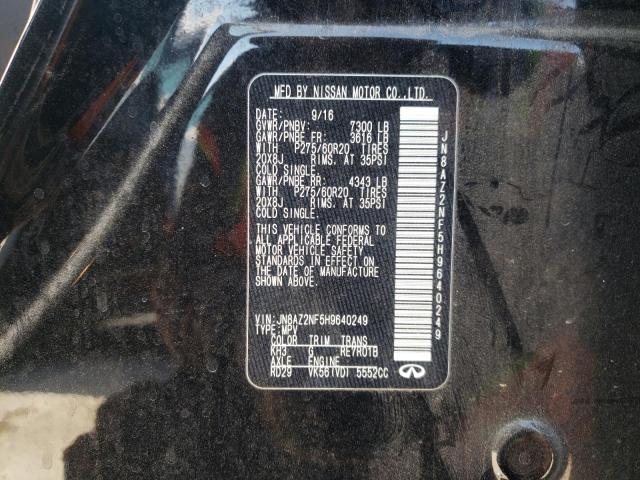 MFD BY NISSAN MOTOR CO.,LTD.
DATE: 9/16
GVWR/PNBV: 7300 LB
GAWR/PNBE FR: 3616 LB
WITH P275/60R20 TIRES
20X8J RIMS. AT 35PSI
COLD SINGLE.
GAWR/PNBE RR: 4343 LB
WITH P275/60R20 TIRES
20X8J RIMS. AT 35PSI
COLD SINGLE.
THIS VEHICLE CONFORMS TO
ALL APPLICABLE FEDERAL
MOTOR VEHICLE SAFETY
STANDARDS IN EFFECT ON
THE DATE OF MANUFACTURE
SHOWN ABOVE.
VIN: JN8AZ2NF5H9640249
TYPE: MPV
COLOR TRIM TRANS
KH3 G RE7R01B
AXLE ENGINE
RD29 VK56(VD) 5552CC
JN8AZ2NF5H9640249